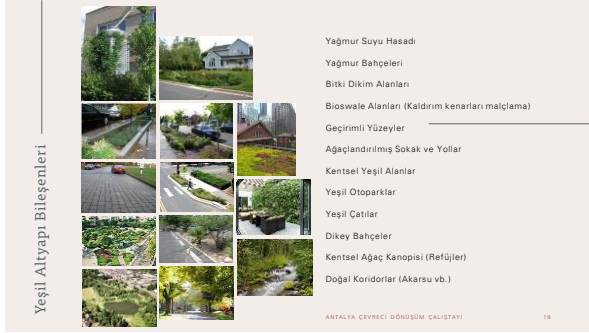 Yeşil Altyapı Bileşenleri
Yağmur Suyu Hasadı
Yağmur Bahçeleri
Bitki Dikim Alanları
Bioswale Alanları (Kaldırım kenarları malçlama)
Geçirimli Yüzeyler
Ağaçlandırılmış Sokak ve Yollar
Kentsel Yeşil Alanlar
Yeşil Otoparklar
Yeşil Çatılar
Dikey Bahçeler
Kentsel Ağaç Kanopisi (Refüjler)
Doğal Koridorlar (Akarsu vb.)
ANTALYA ÇEVRECİ DÖNÜŞÜM ÇALIŞTAYI
19